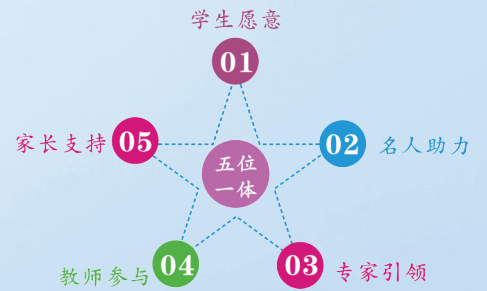 学生愿意
01
家长支持 05
02 名人助力
五位
一体
教师参与 04
03 专家引领